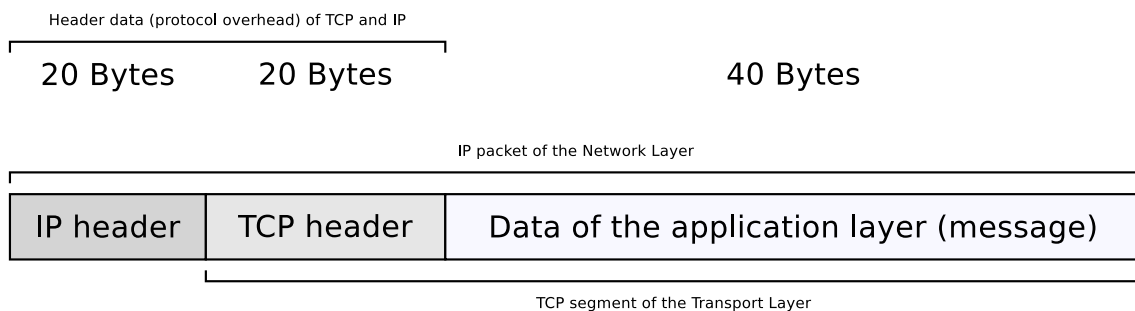 Header data (protocol overhead) of TCP and IP
20 Bytes 20 Bytes 40 Bytes
IP packet of the Network Layer
IP header TCP header Data of the application layer (message)
TCP segment of the Transport Layer